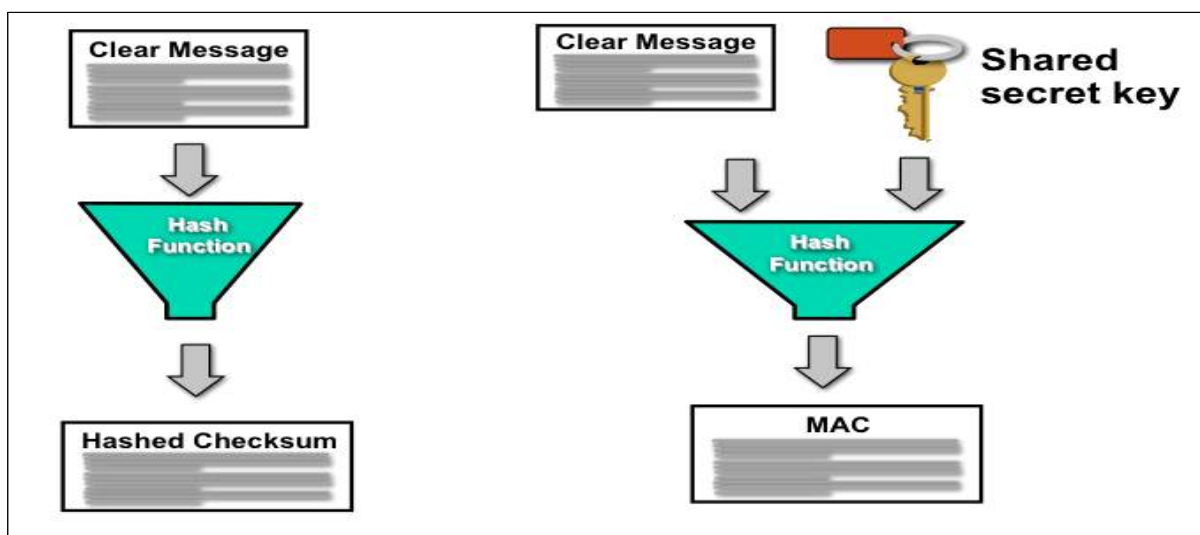 Clear Message
Hash
Function
Hashed Checksum
Clear Message
Shared
secret key
Hash
Function
MAC